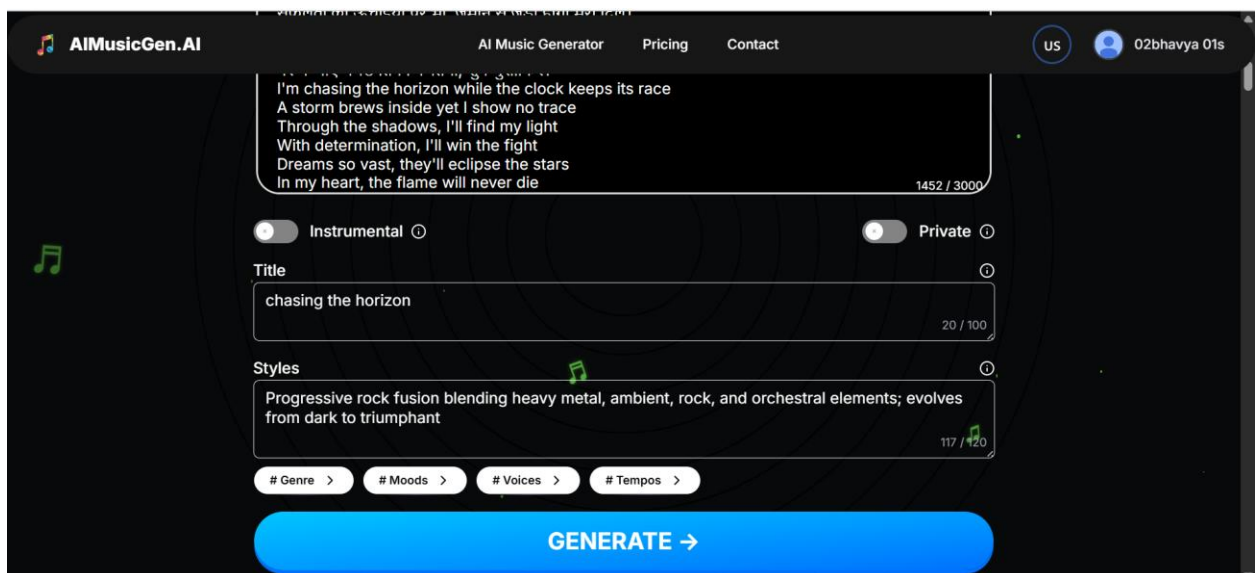 AIMusicGen.AI
AI Music Generator
Pricing
Contact
US
02bhavya 01s
I'm chasing the horizon while the clock keeps its race
A storm brews inside yet I show no trace
Through the shadows, I'll find my light
With determination, I'll win the fight
Dreams so vast, they'll eclipse the stars
In my heart, the flame will never die
1452 / 3000
Instrumental
Private
Title
chasing the horizon
20 / 100
Styles
Progressive rock fusion blending heavy metal, ambient, rock, and orchestral elements; evolves
from dark to triumphant
117 / 120
# Genre >
# Moods >
# Voices >
# Tempos >
GENERATE →